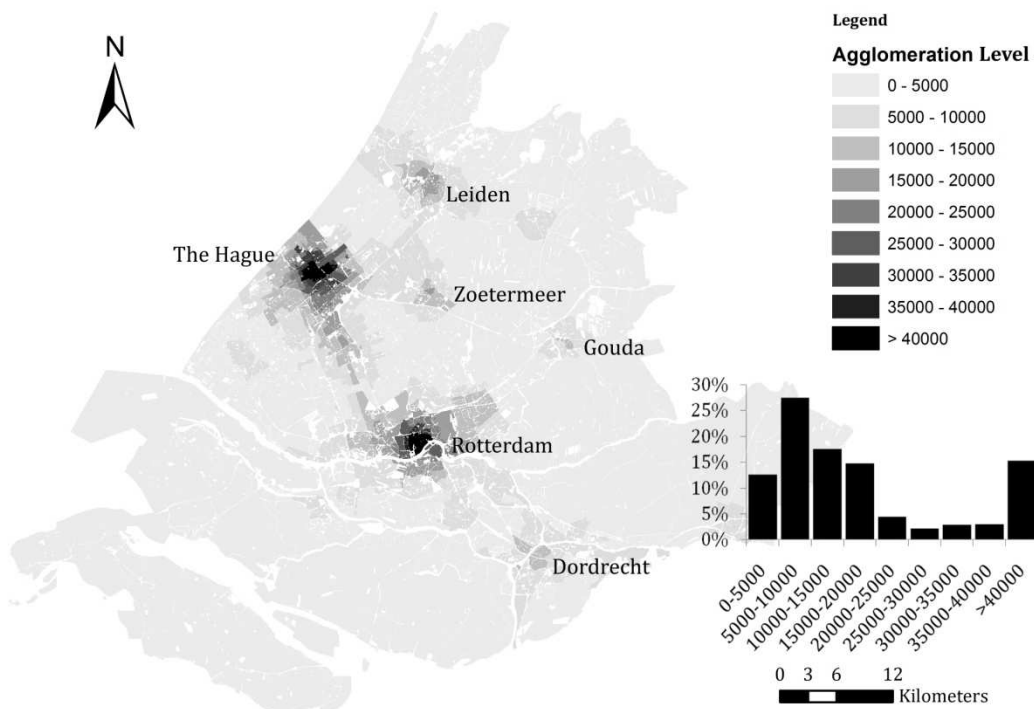 N
Leiden
The Hague
Zoetermeer
Gouda
Rotterdam
Dordrecht
Legend
Agglomeration Level
0 - 5000
5000 - 10000
10000 - 15000
15000 - 20000
20000 - 25000
25000 - 30000
30000 - 35000
35000 - 40000
> 40000
30%
25%
20%
15%
10%
5%
0%
0-5000
5000-10000
10000-15000
15000-20000
20000-25000
25000-30000
30000-35000
35000-40000
>40000
0 3 6 12
Kilometers